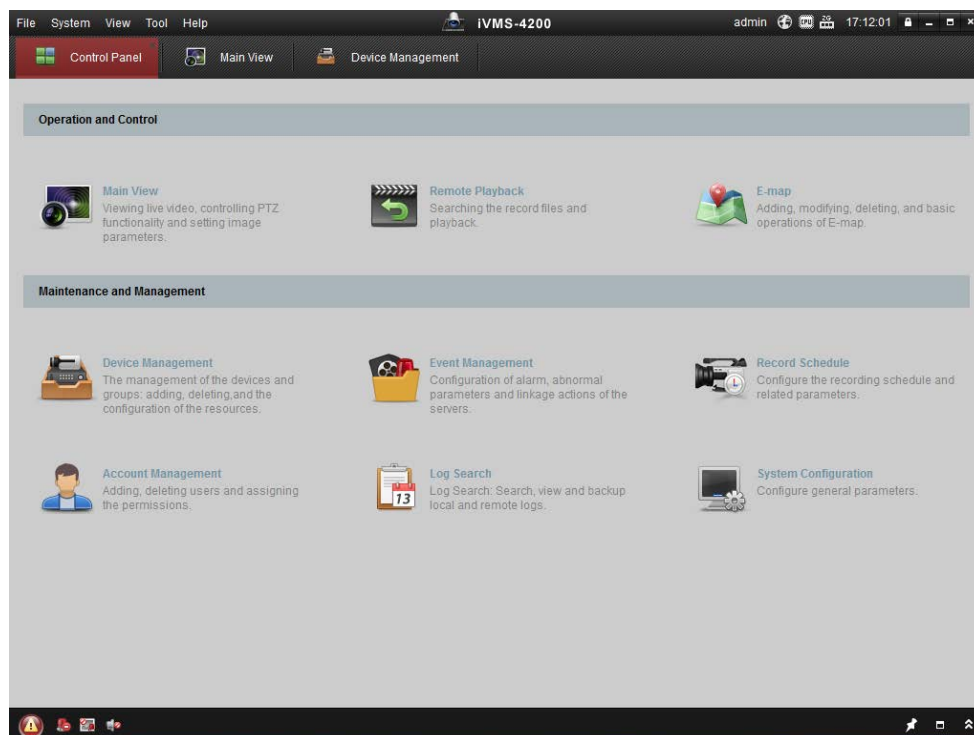 File System View Tool Help iVMS-4200 admin CPU 2G 17:12:01
Control Panel Main View Device Management
Operation and Control
Main View
Viewing live video, controlling PTZ
functionality and setting image
parameters.
Remote Playback
Searching the record files and
playback.
E-map
Adding, modifying, deleting, and basic
operations of E-map.
Maintenance and Management
Device Management
The management of the devices and
groups: adding, deleting,and the
configuration of the resources.
Event Management
Configuration of alarm, abnormal
parameters and linkage actions of the
servers.
Record Schedule
Configure the recording schedule and
related parameters.
Account Management
Adding, deleting users and assigning
the permissions.
Log Search
Log Search: Search, view and backup
local and remote logs.
13
System Configuration
Configure general parameters.